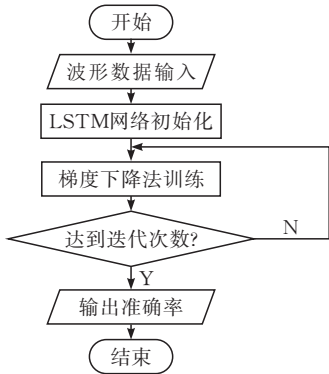 开始
波形数据输入
LSTM网络初始化
梯度下降法训练
达到迭代次数?
N
Y
输出准确率
结束